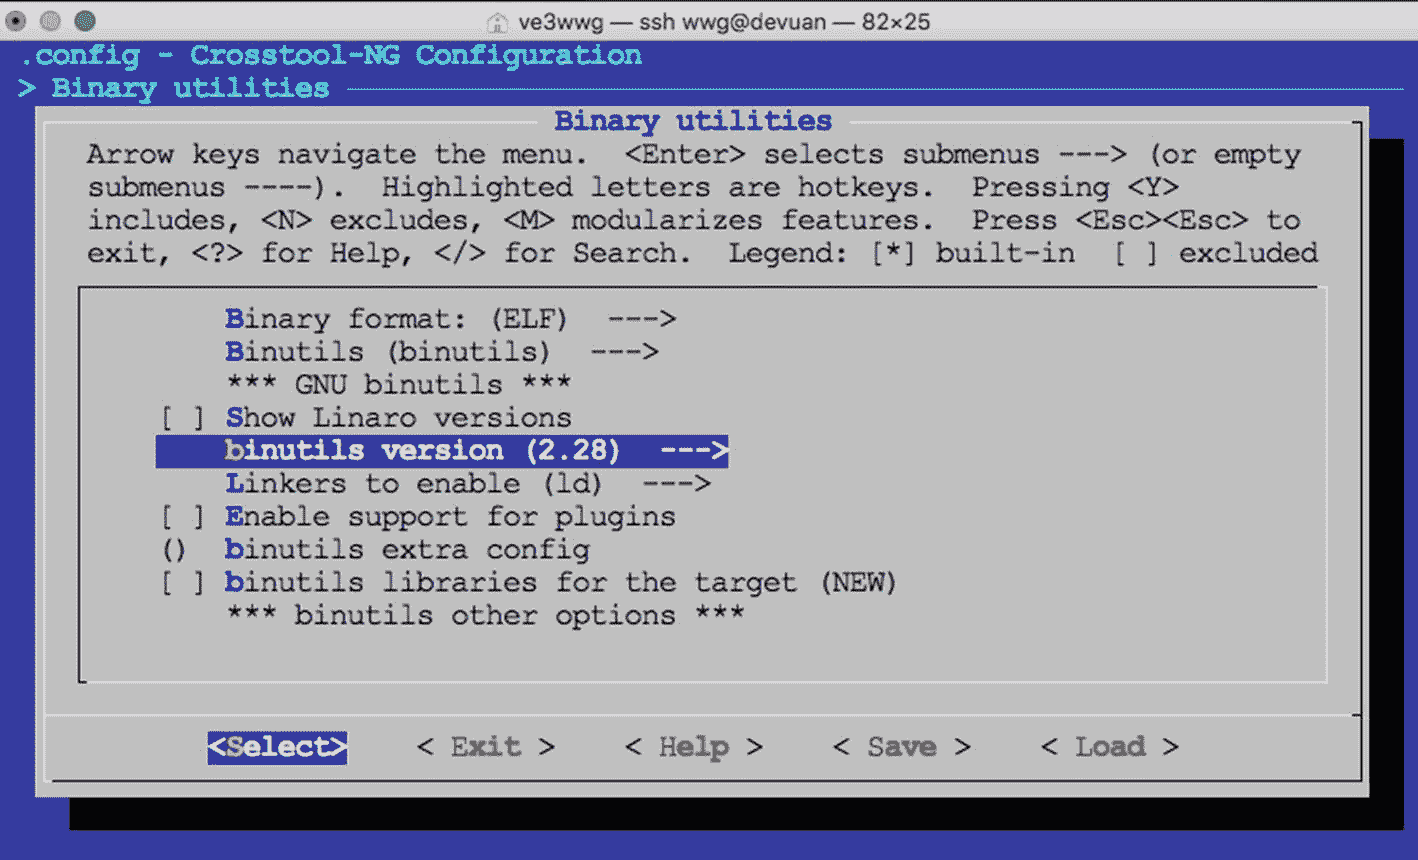 ve3wwg — ssh wwg@devuan — 82×25
.config - Crosstool-NG Configuration
> Binary utilities
Binary utilities
Arrow keys navigate the menu.  <Enter> selects submenus ---> (or empty
submenus ----).  Highlighted letters are hotkeys.  Pressing <Y>
includes, <N> excludes, <M> modularizes features.  Press <Esc><Esc> to
exit, <?> for Help, </> for Search.  Legend: [*] built-in  [ ] excluded
Binary format: (ELF)  --->
Binutils (binutils)  --->
*** GNU binutils ***
[ ] Show Linaro versions
binutils version (2.28)  --->
Linkers to enable (ld)  --->
[ ] Enable support for plugins
()  binutils extra config
[ ] binutils libraries for the target (NEW)
*** binutils other options ***
<Select>    < Exit >    < Help >    < Save >    < Load >